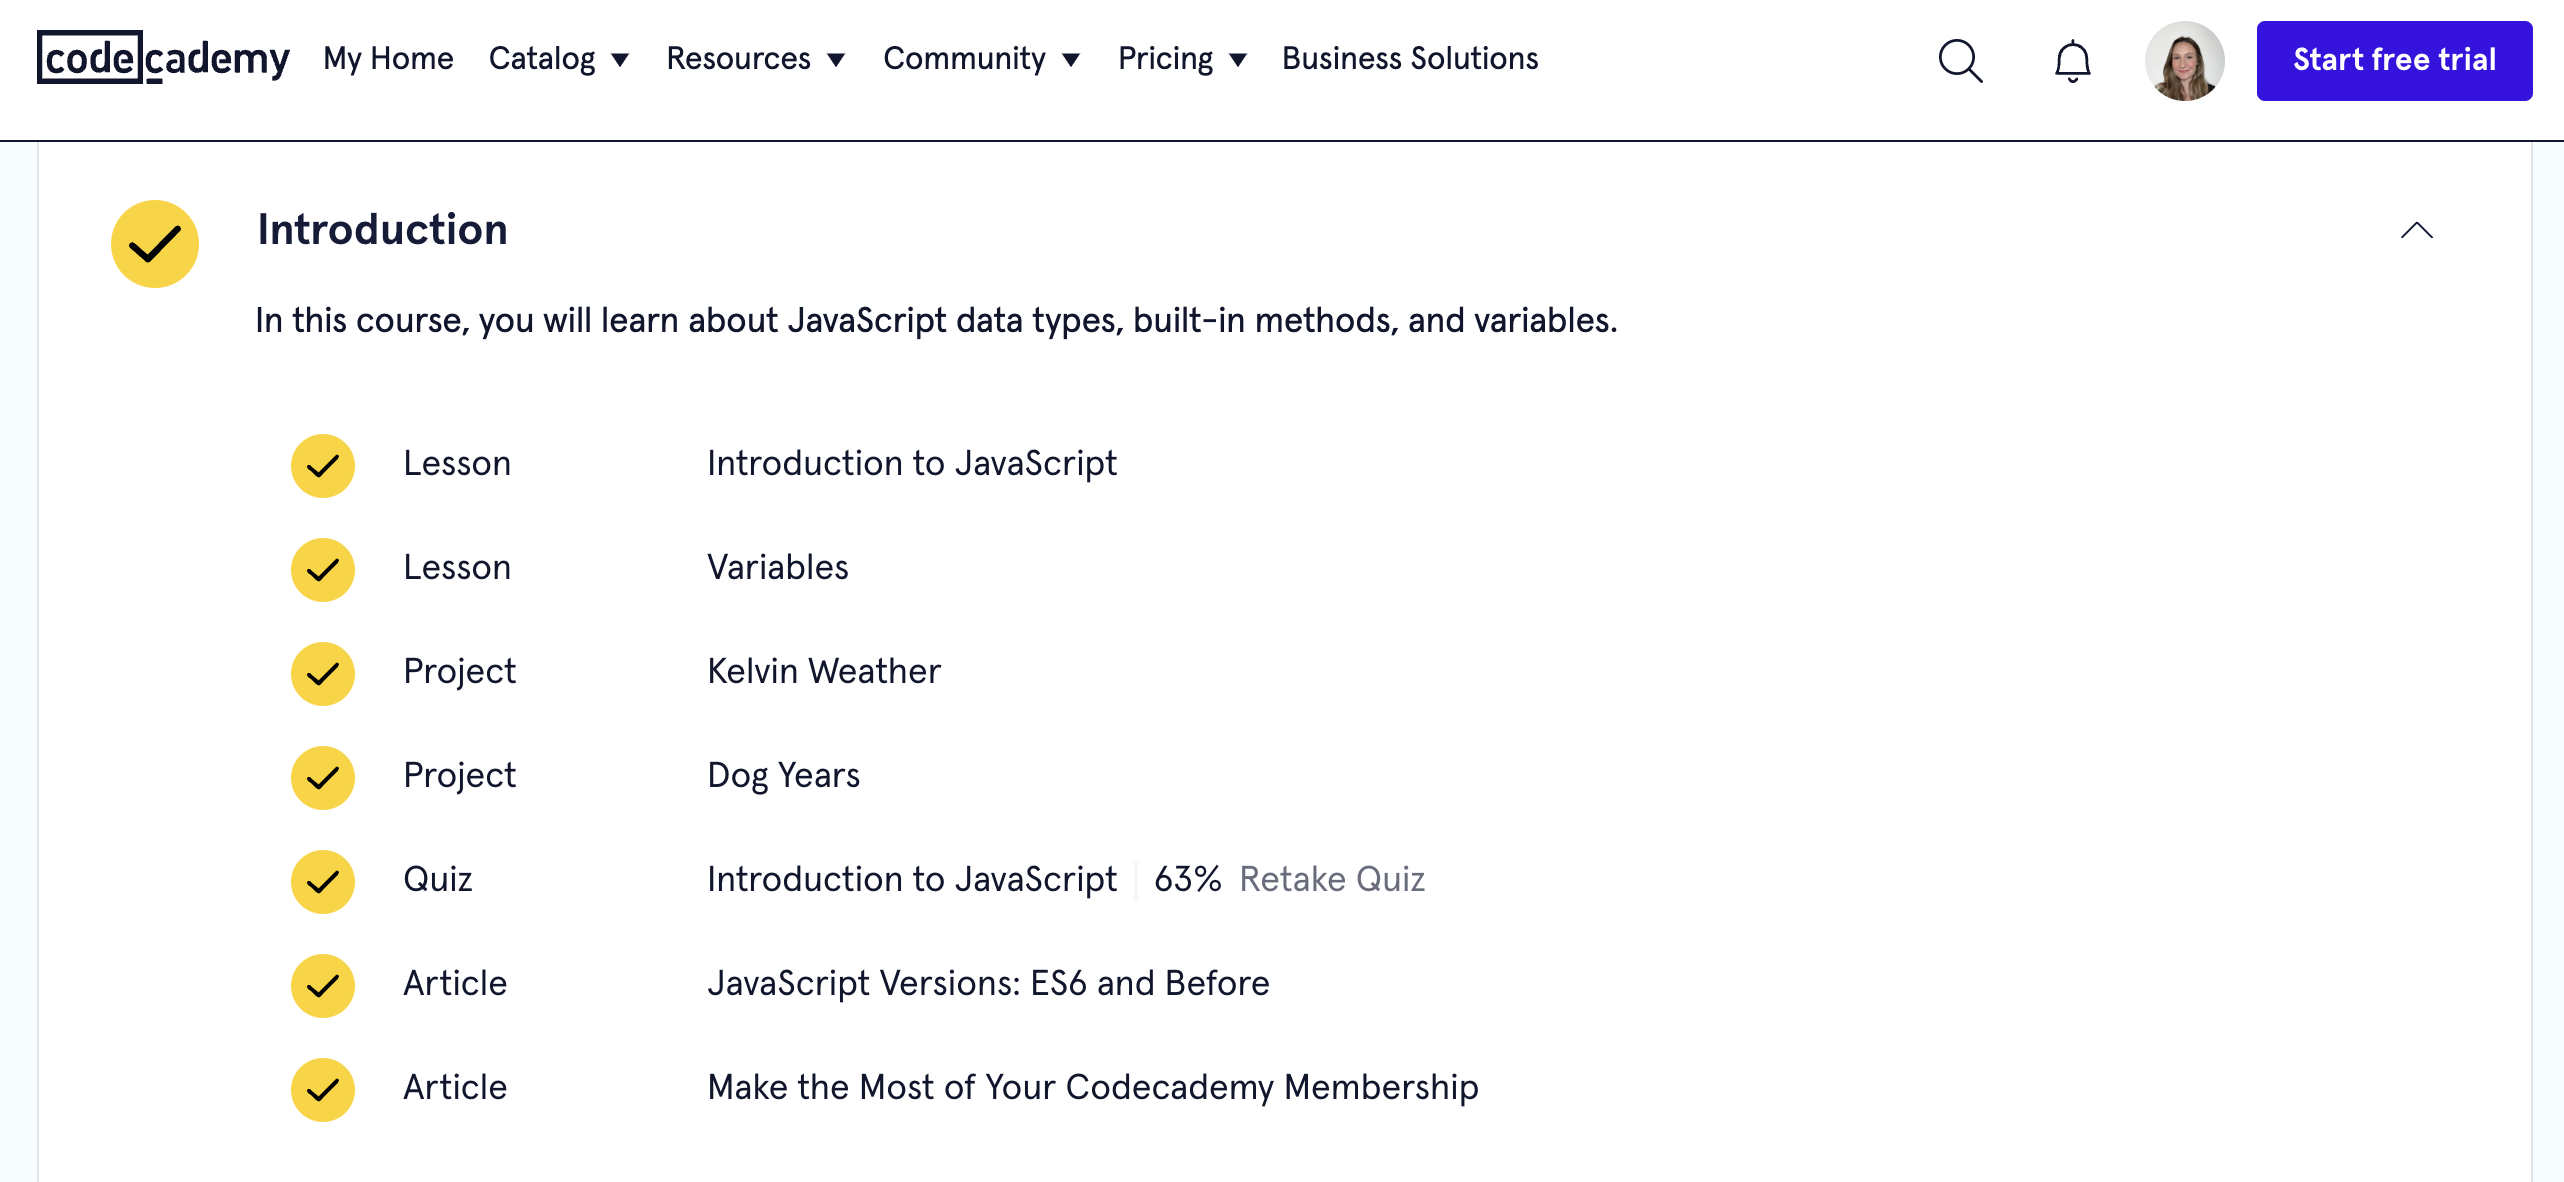 codecademy My Home Catalog Resources Community Pricing Business Solutions Start free trial
Introduction
In this course, you will learn about JavaScript data types, built-in methods, and variables.
Lesson Introduction to JavaScript
Lesson Variables
Project Kelvin Weather
Project Dog Years
Quiz Introduction to JavaScript 63% Retake Quiz
Article JavaScript Versions: ES6 and Before
Article Make the Most of Your Codecademy Membership